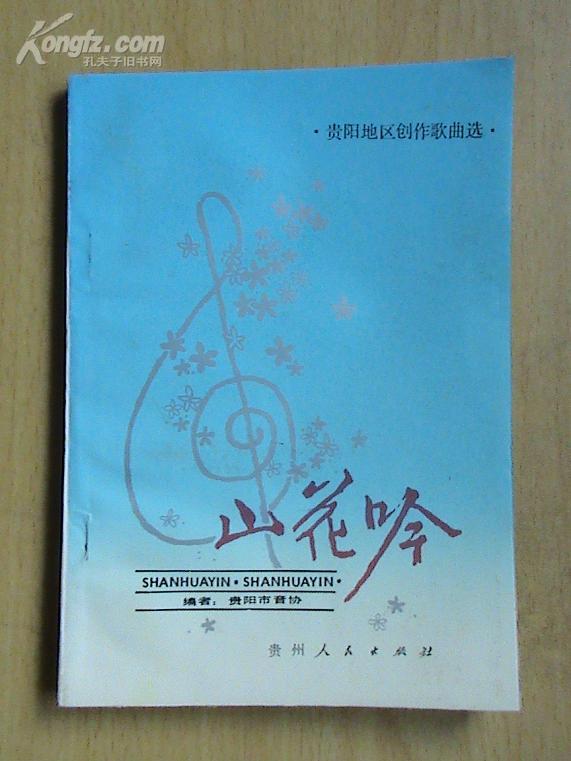 Kongfz.com
孔夫子旧书网
·贵阳地区创作歌曲选·
山花吟
SHANHUAYIN·SHANHUAYIN·
编者：贵阳市音协
贵州人民出版社